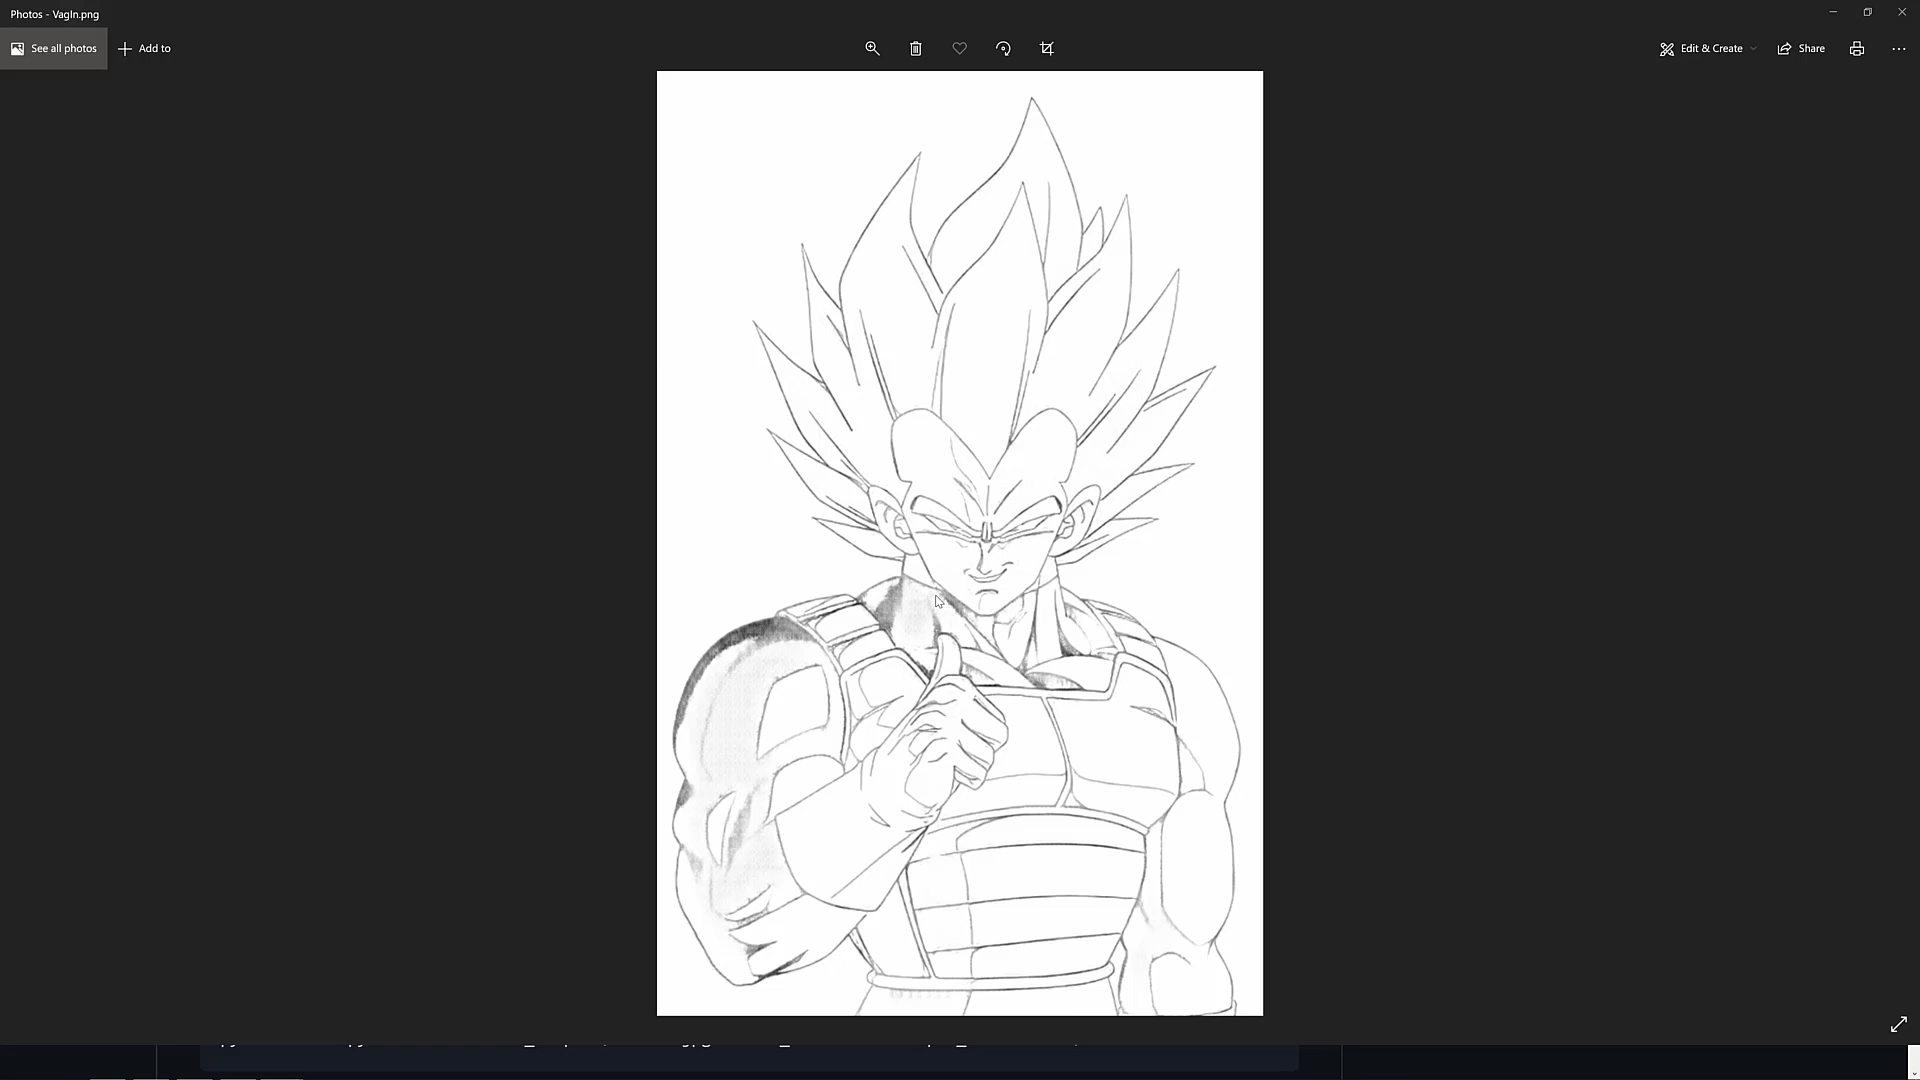 Photos - VagIn.png
See all photos
Add to
Edit & Create
Share